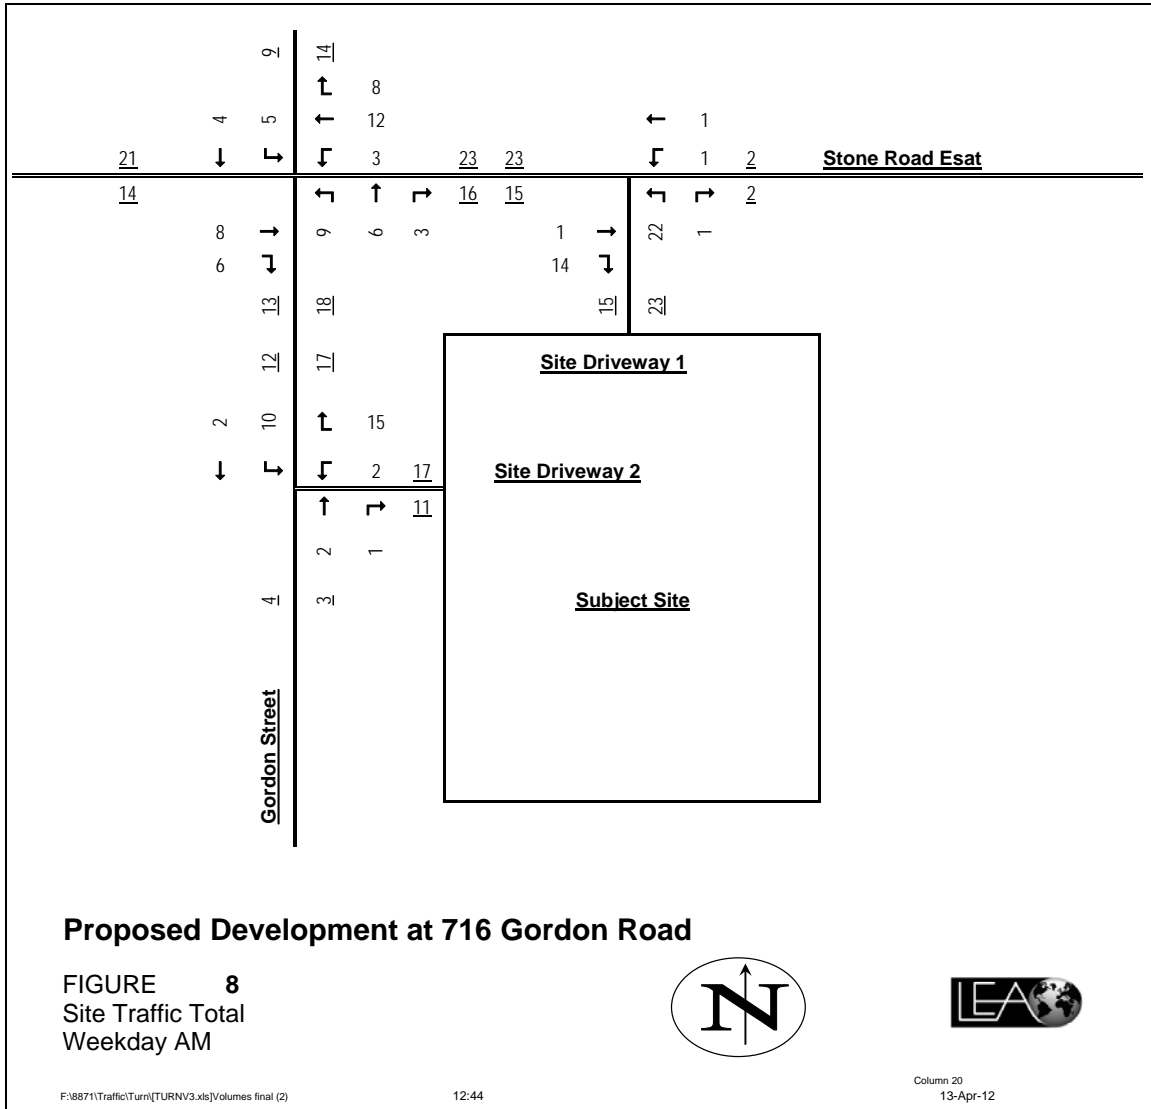 9 14
8
4 5 12 1
21 3 23 23 1 2 Stone Road Esat
14 16 15 2
8 9 6 3 1 22 1
6 14
13 18 15 23
12 17 Site Driveway 1
2 10 15
2 17 Site Driveway 2
11
2 1
4 3 Subject Site
Gordon Street
Proposed Development at 716 Gordon Road
FIGURE 8
Site Traffic Total
Weekday AM
N
LEA
Column 20
F:\8871\Traffic\Turn\[TURNV3.xls]Volumes final (2) 12:44 13-Apr-12